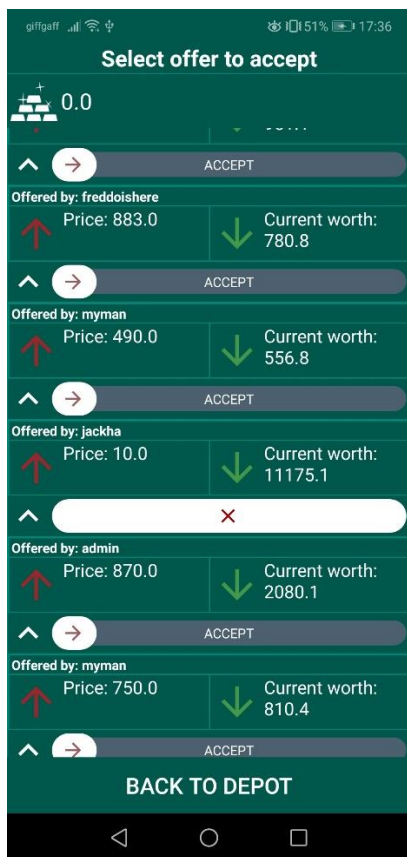 giffgaff
51% 17:36
Select offer to accept
0.0
ACCEPT
Offered by: freddoishere
Price: 883.0
Current worth:
780.8
ACCEPT
Offered by: myman
Price: 490.0
Current worth:
556.8
ACCEPT
Offered by: jackha
Price: 10.0
Current worth:
11175.1
Offered by: admin
Price: 870.0
Current worth:
2080.1
ACCEPT
Offered by: myman
Price: 750.0
Current worth:
810.4
ACCEPT
BACK TO DEPOT